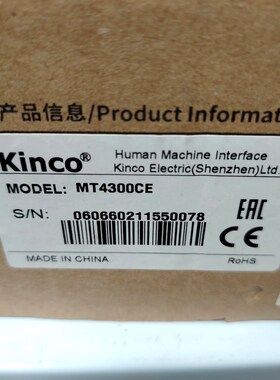 产品信息/Product Informat
Kinco®
Human Machine Interface
Kinco Electric(Shenzhen)Ltd.
MODEL: MT4300CE
S/N: 060660211550078
EAC
CE
MADE IN CHINA
RoHS